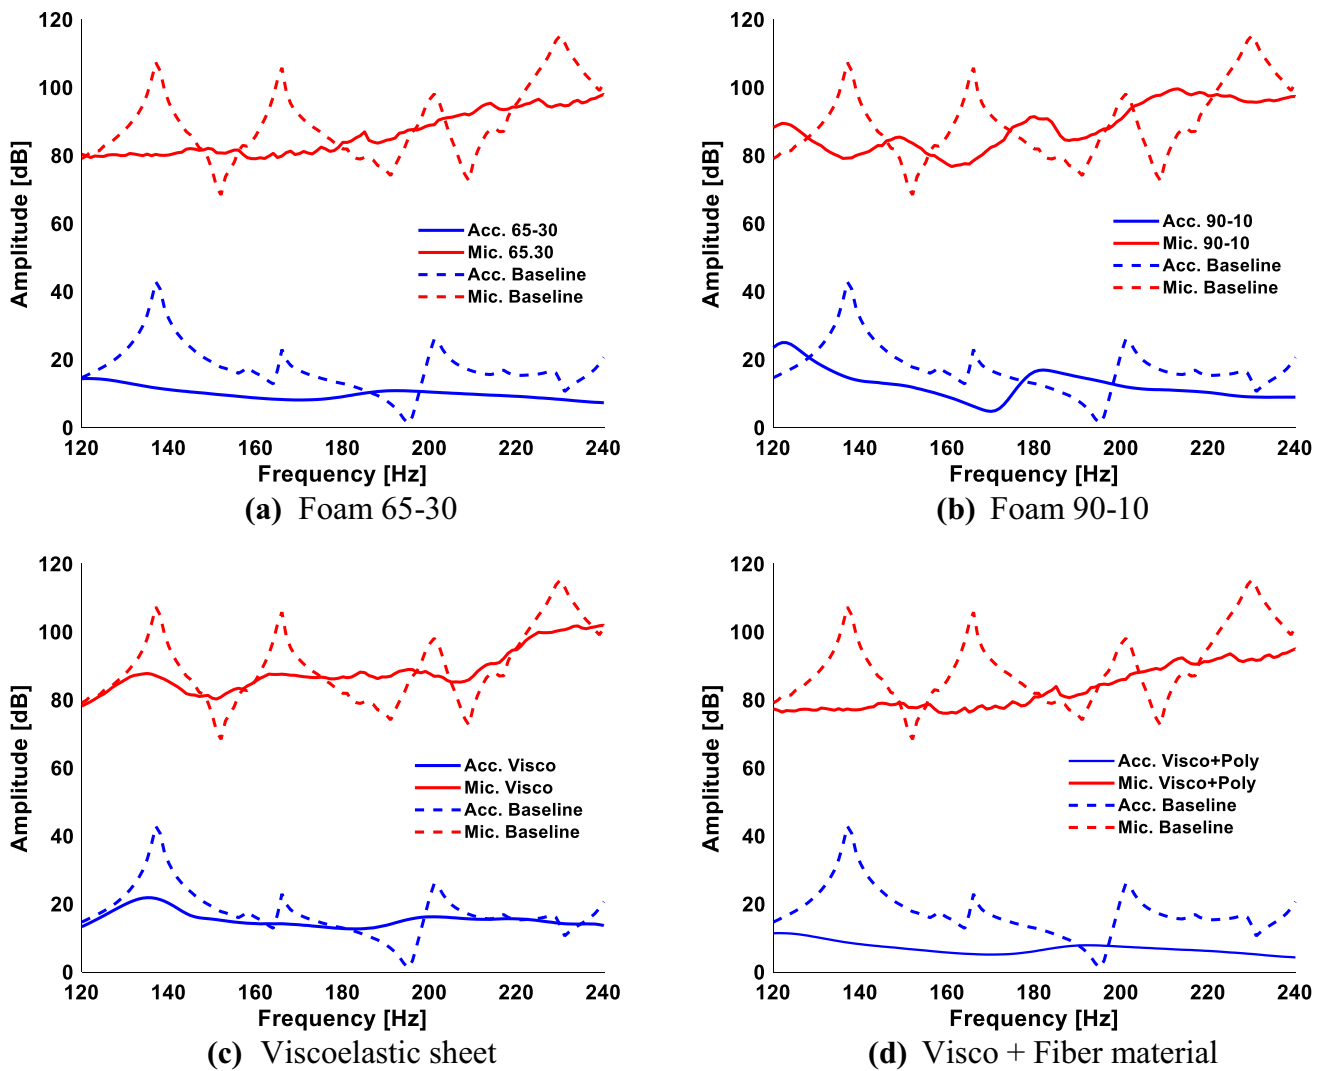 120
100
80
60
40
20
0
Amplitude [dB]
Acc. 65-30
Mic. 65.30
Acc. Baseline
Mic. Baseline
120 140 160 180 200 220 240
Frequency [Hz]
(a) Foam 65-30
120
100
80
60
40
20
0
Amplitude [dB]
Acc. 90-10
Mic. 90-10
Acc. Baseline
Mic. Baseline
120 140 160 180 200 220 240
Frequency [Hz]
(b) Foam 90-10
120
100
80
60
40
20
0
Amplitude [dB]
Acc. Visco
Mic. Visco
Acc. Baseline
Mic. Baseline
120 140 160 180 200 220 240
Frequency [Hz]
(c) Viscoelastic sheet
120
100
80
60
40
20
0
Amplitude [dB]
Acc. Visco+Poly
Mic. Visco+Poly
Acc. Baseline
Mic. Baseline
120 140 160 180 200 220 240
Frequency [Hz]
(d) Visco + Fiber material